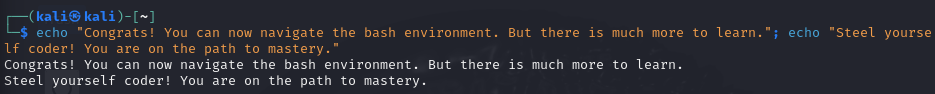 ┌──(kali㉿kali)-[~]
└─$ echo "Congrats! You can now navigate the bash environment. But there is much more to learn."; echo "Steel yourse
lf coder! You are on the path to mastery."
Congrats! You can now navigate the bash environment. But there is much more to learn.
Steel yourself coder! You are on the path to mastery.